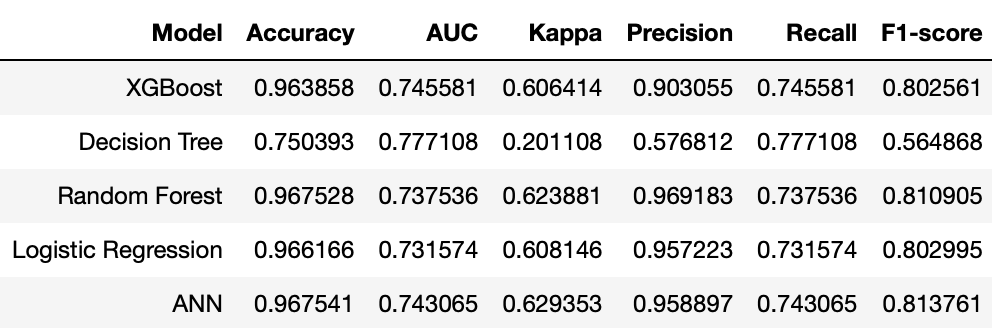 Model Accuracy AUC Kappa Precision Recall F1-score
XGBoost 0.963858 0.745581 0.606414 0.903055 0.745581 0.802561
Decision Tree 0.750393 0.777108 0.201108 0.576812 0.777108 0.564868
Random Forest 0.967528 0.737536 0.623881 0.969183 0.737536 0.810905
Logistic Regression 0.966166 0.731574 0.608146 0.957223 0.731574 0.802995
ANN 0.967541 0.743065 0.629353 0.958897 0.743065 0.813761